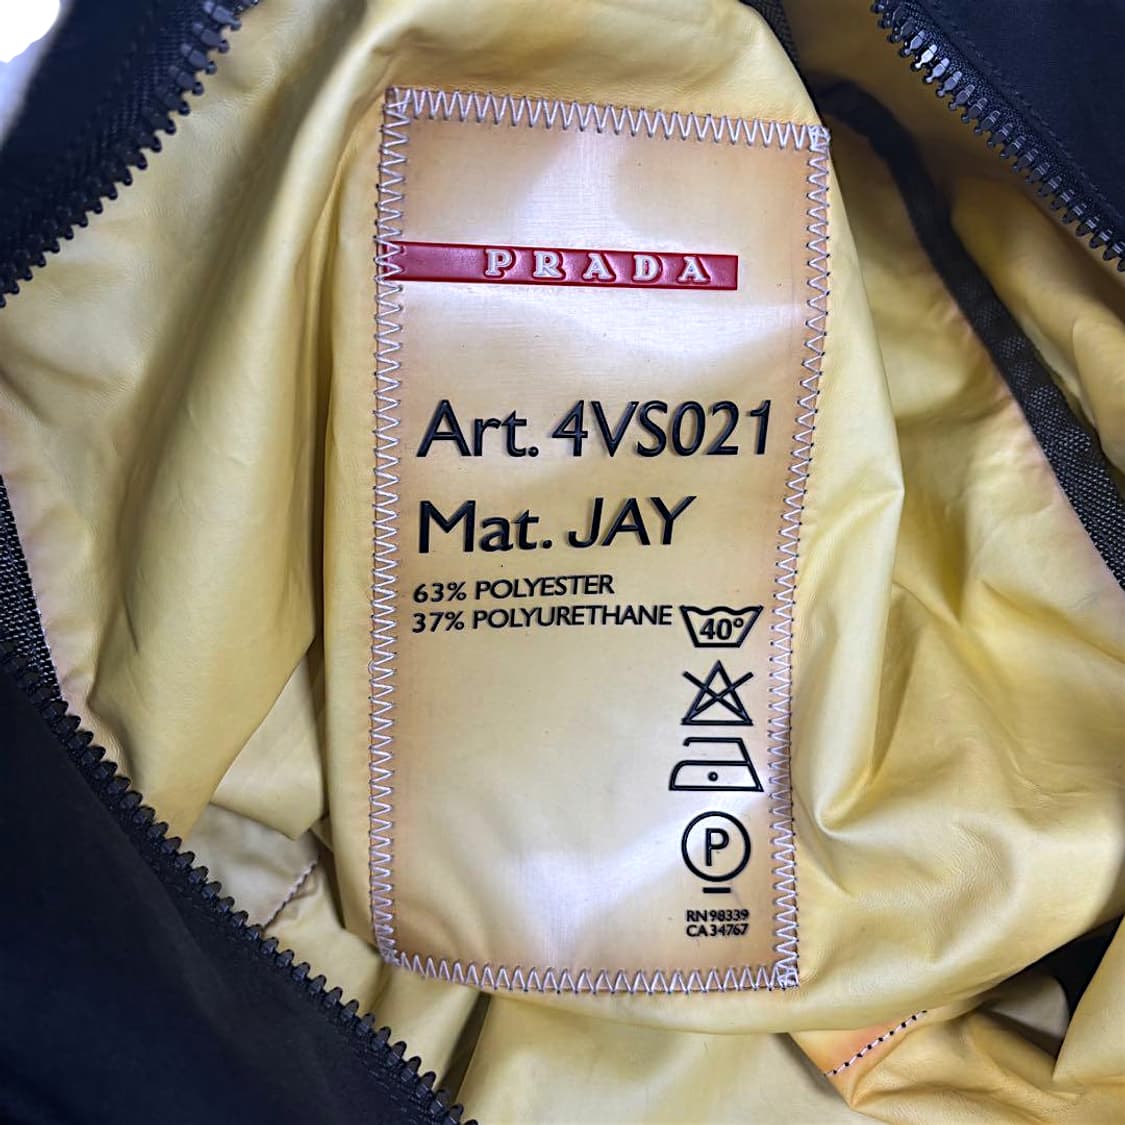 PRADA
Art. 4VS021
Mat. JAY
63% POLYESTER
37% POLYURETHANE
40°
P
RN 98339
CA 34767